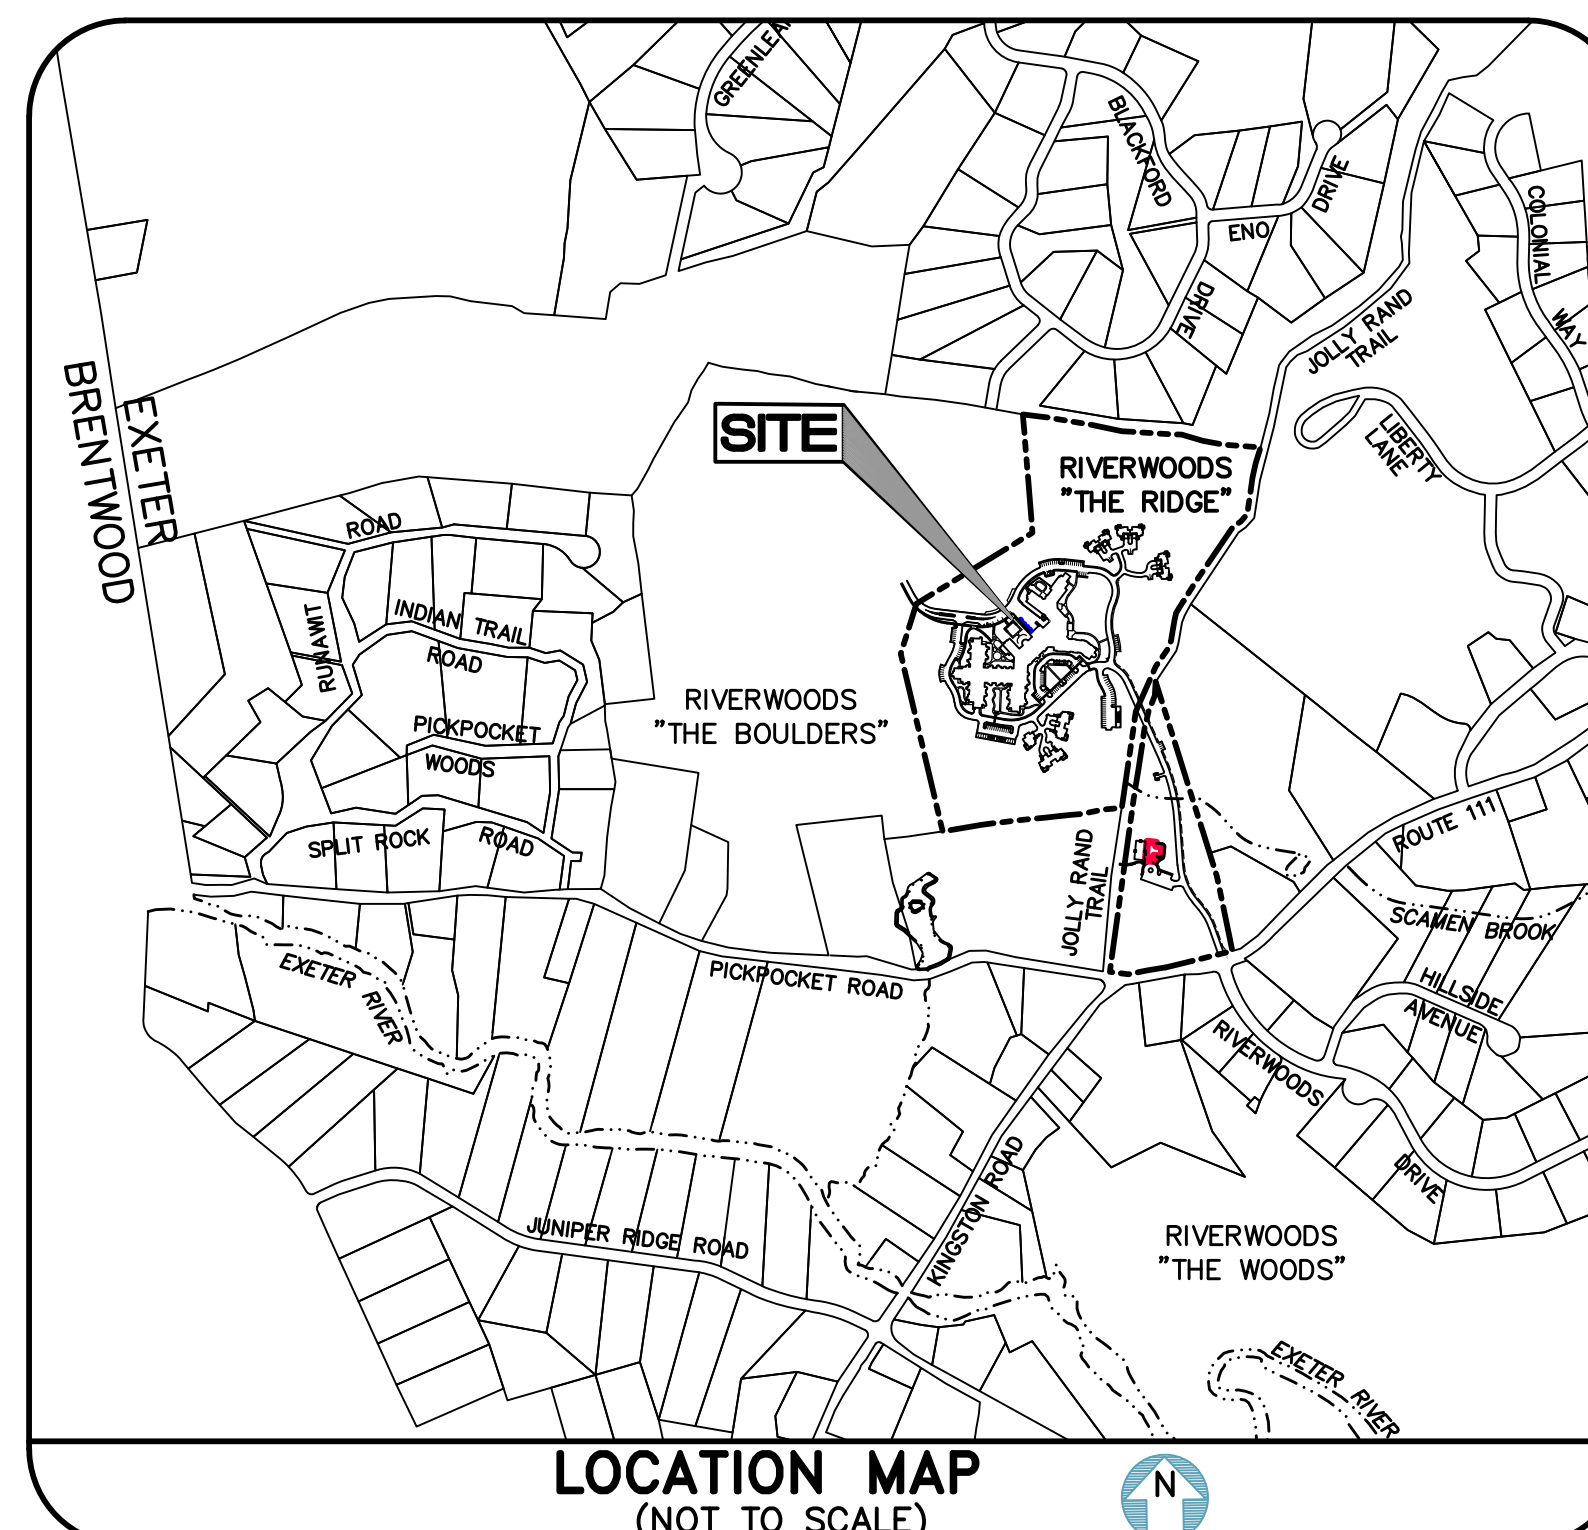 GREENLEA
BLACKFORD
DRIVE
ENO
DRIVE
COLONIAL
WAY
JOLLY RAND
TRAIL
LIBERTY
LANE
BRENTWOOD
EXETER
SITE
RIVERWOODS
"THE RIDGE"
ROAD
RUNAWIT
INDIAN TRAIL
ROAD
PICKPOCKET
WOODS
SPLIT ROCK ROAD
RIVERWOODS
"THE BOULDERS"
JOLLY RAND
TRAIL
ROUTE 111
SCAMEN BROOK
HILLSIDE
AVENUE
EXETER RIVER
PICKPOCKET ROAD
RIVERWOODS
DRIVE
KINGSTON ROAD
JUNIPER RIDGE ROAD
RIVERWOODS
"THE WOODS"
EXETER RIVER
LOCATION MAP
(NOT TO SCALE)
N